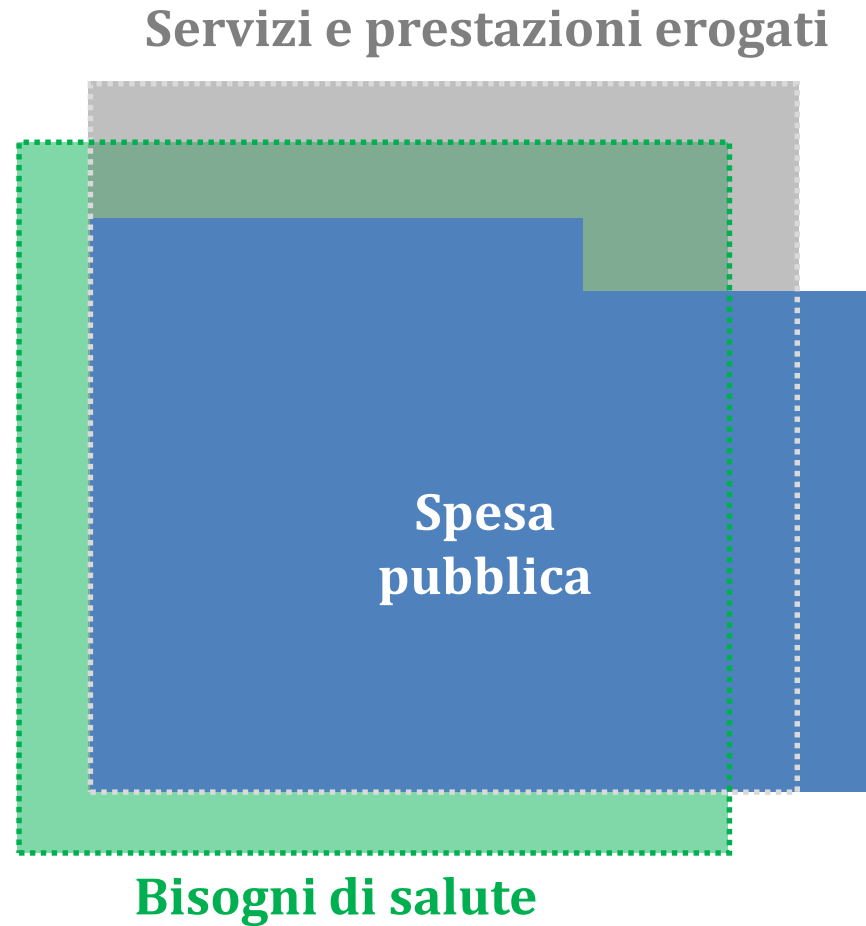 Servizi e prestazioni erogati
Spesa
pubblica
Bisogni di salute